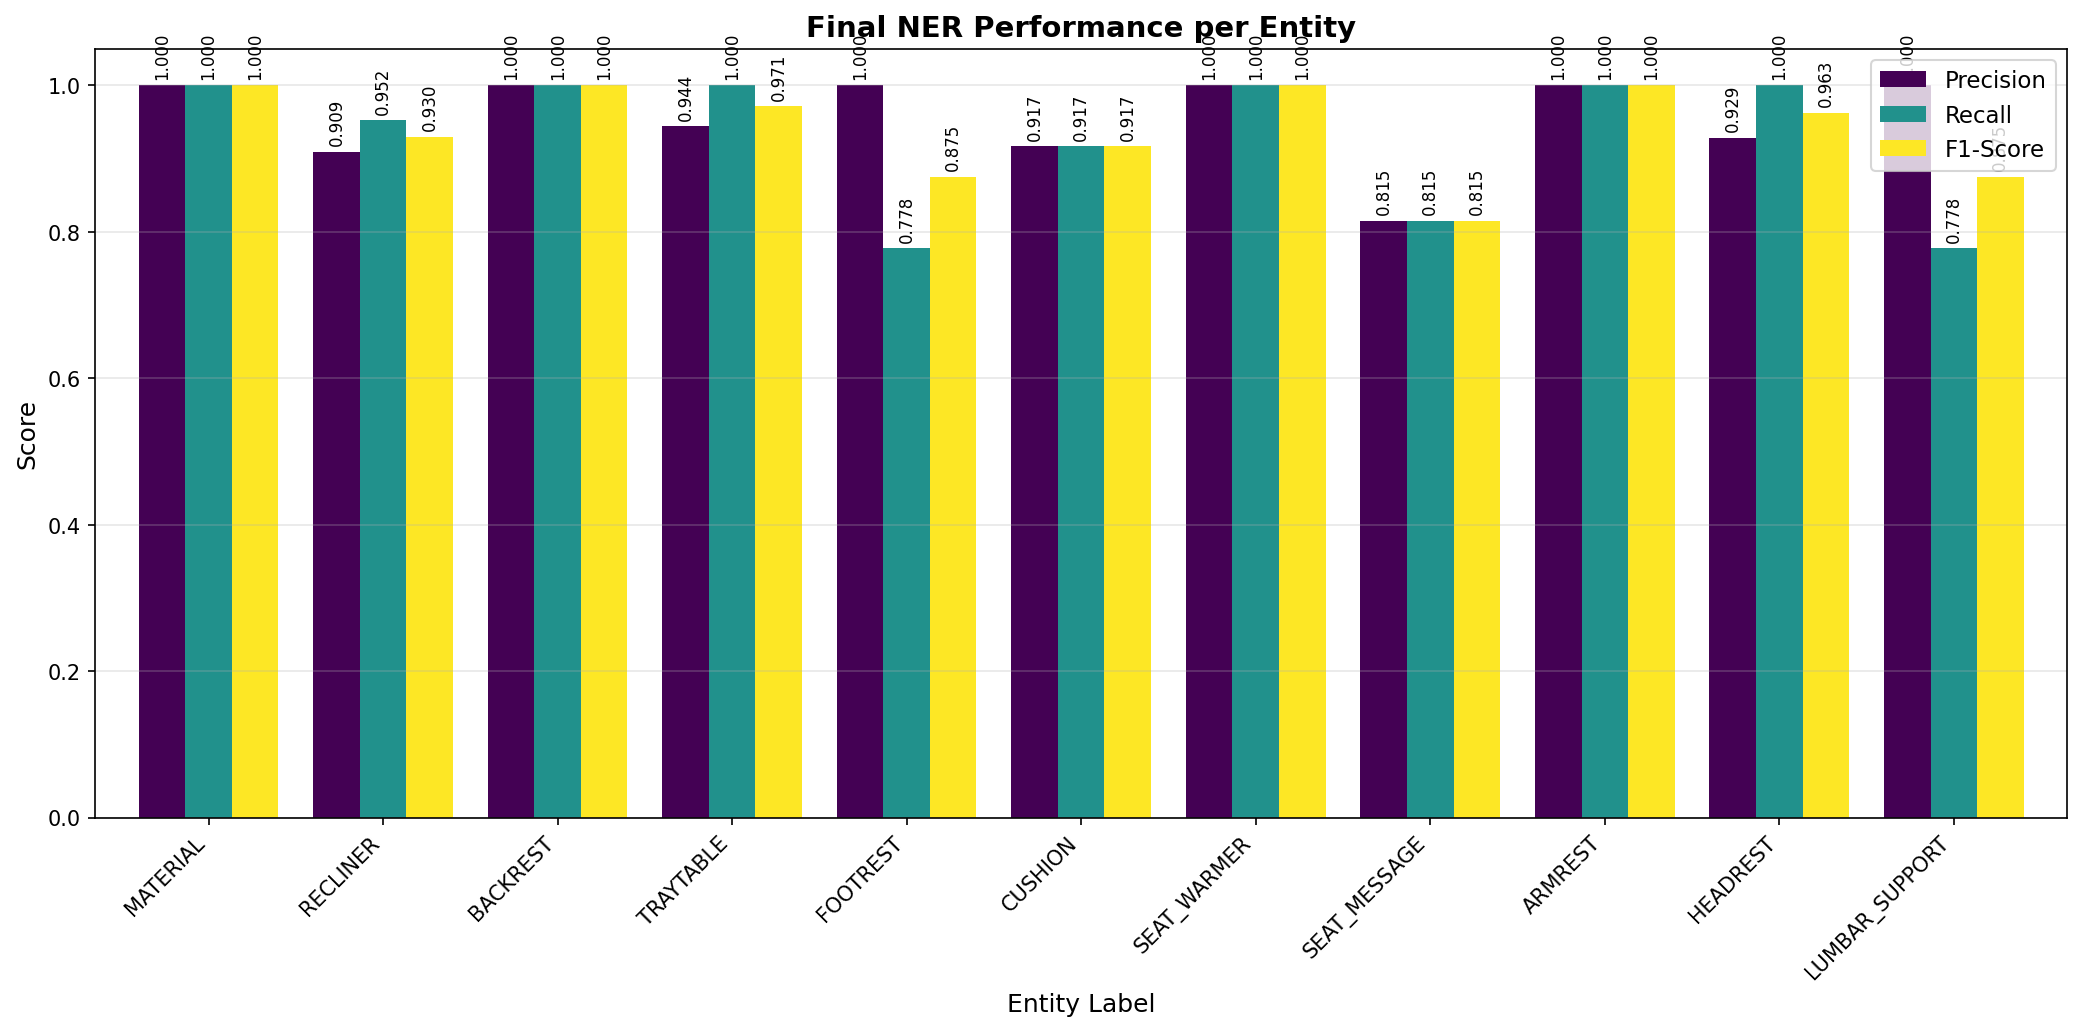 Final NER Performance per Entity
1.000 1.000 1.000
0.909 0.952 0.930
1.000 1.000 1.000
0.944 1.000 0.971
1.000 0.778 0.875
0.917 0.917 0.917
1.000 1.000 1.000
0.815 0.815 0.815
1.000 1.000 1.000
0.929 1.000 0.963
1.000 0.778 0.875
Precision
Recall
F1-Score
1.0
0.8
0.6
0.4
0.2
0.0
Score
MATERIAL
RECLINER
BACKREST
TRAYTABLE
FOOTREST
CUSHION
SEAT_WARMER
SEAT_MESSAGE
ARMREST
HEADREST
LUMBAR_SUPPORT
Entity Label